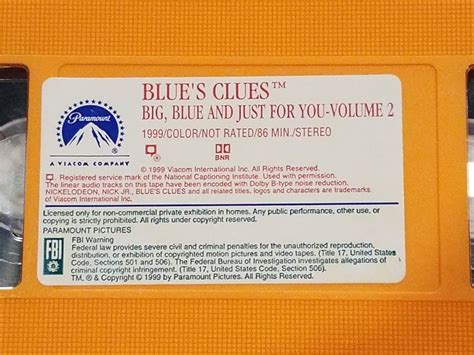 BLUE'S CLUES™
BIG, BLUE AND JUST FOR YOU-VOLUME 2
1999/COLOR/NOT RATED/86 MIN./STEREO
Paramount
A VIACOM COMPANY
BNR
© 1999 Viacom International Inc. All Rights Reserved.
Registered service mark of the National Captioning Institute. Used with permission.
The linear audio tracks on this tape have been encoded with Dolby B-type noise reduction.
NICKELODEON, NICK JR., BLUE'S CLUES and all related titles, logos and characters are trademarks
of Viacom International Inc.
Licensed only for non-commercial private exhibition in homes. Any public performance, other use, or
copying is strictly prohibited. All rights under copyright reserved.
PARAMOUNT PICTURES
FBI
FBI Warning
Federal law provides severe civil and criminal penalties for the unauthorized reproduction,
distribution, or exhibition of copyrighted motion pictures and video tapes. (Title 17, United States
Code, Sections 501 and 506). The Federal Bureau of Investigation investigates allegations of
criminal copyright infringement. (Title 17, United States Code, Section 506).
TM, ® & Copyright © 1999 by Paramount Pictures. All Rights Reserved.